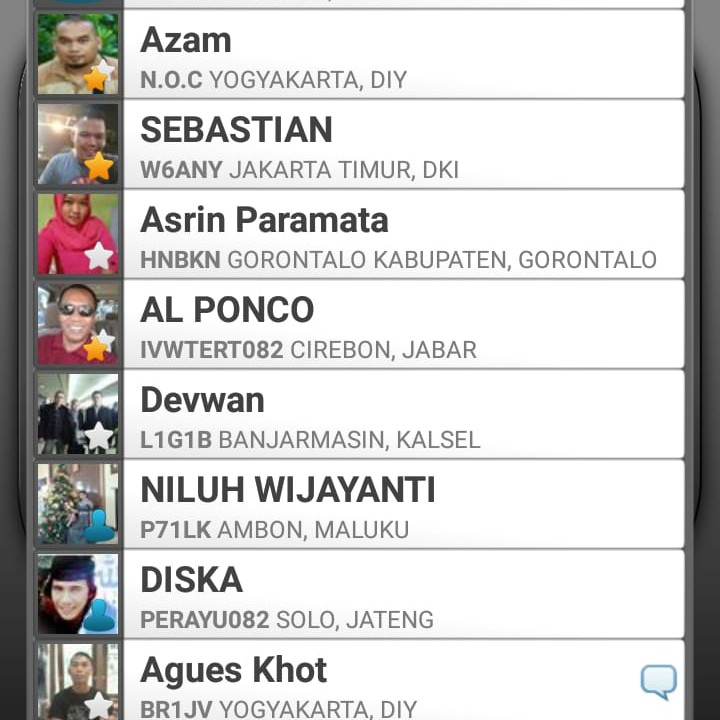 Azam
N.O.C YOGYAKARTA, DIY
SEBASTIAN
W6ANY JAKARTA TIMUR, DKI
Asrin Paramata
HNBKN GORONTALO KABUPATEN, GORONTALO
AL PONCO
IVWTERT082 CIREBON, JABAR
Devwan
L1G1B BANJARMASIN, KALSEL
NILUH WIJAYANTI
P71LK AMBON, MALUKU
DISKA
PERAYU082 SOLO, JATENG
Agues Khot
BR1JV YOGYAKARTA, DIY